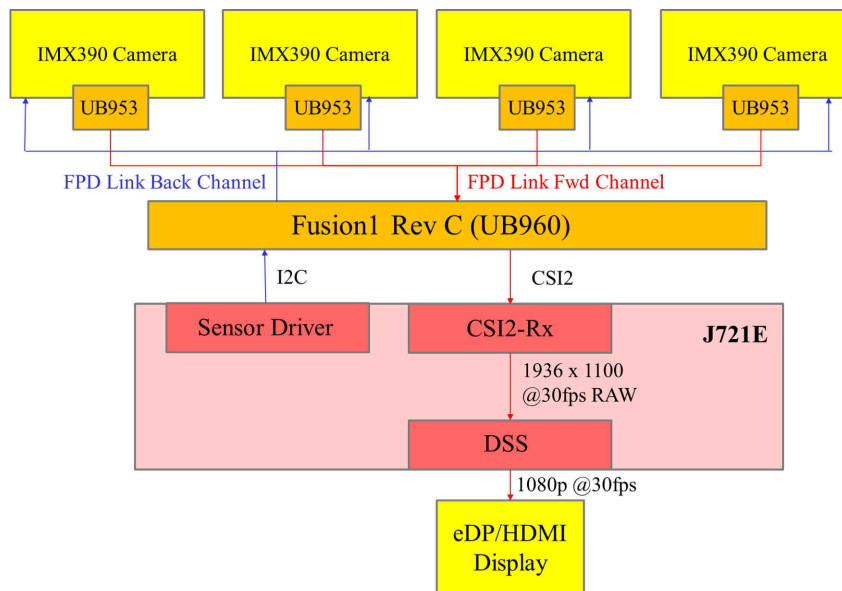 IMX390 Camera
IMX390 Camera
IMX390 Camera
IMX390 Camera
UB953
UB953
UB953
UB953
FPD Link Back Channel
FPD Link Fwd Channel
Fusion1 Rev C (UB960)
I2C
CSI2
Sensor Driver
CSI2-Rx
J721E
1936 x 1100
@30fps RAW
DSS
1080p @30fps
eDP/HDMI
Display